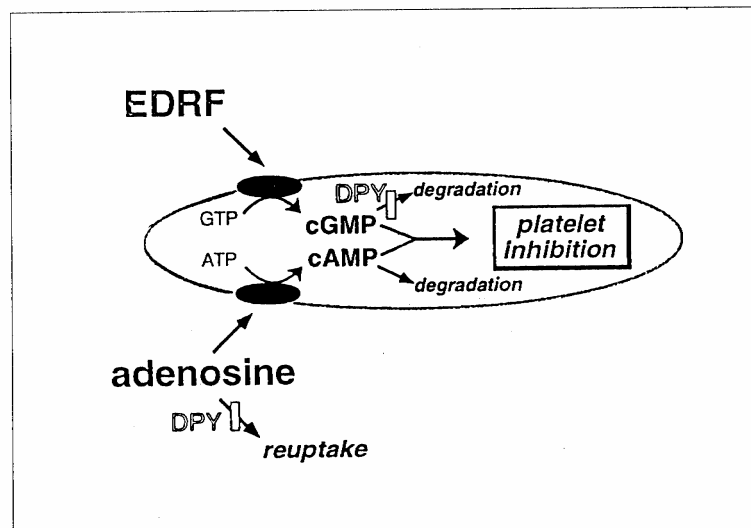 EDRF
DPY
degradation
GTP
cGMP
platelet
Inhibition
ATP
cAMP
degradation
adenosine
DPY
reuptake